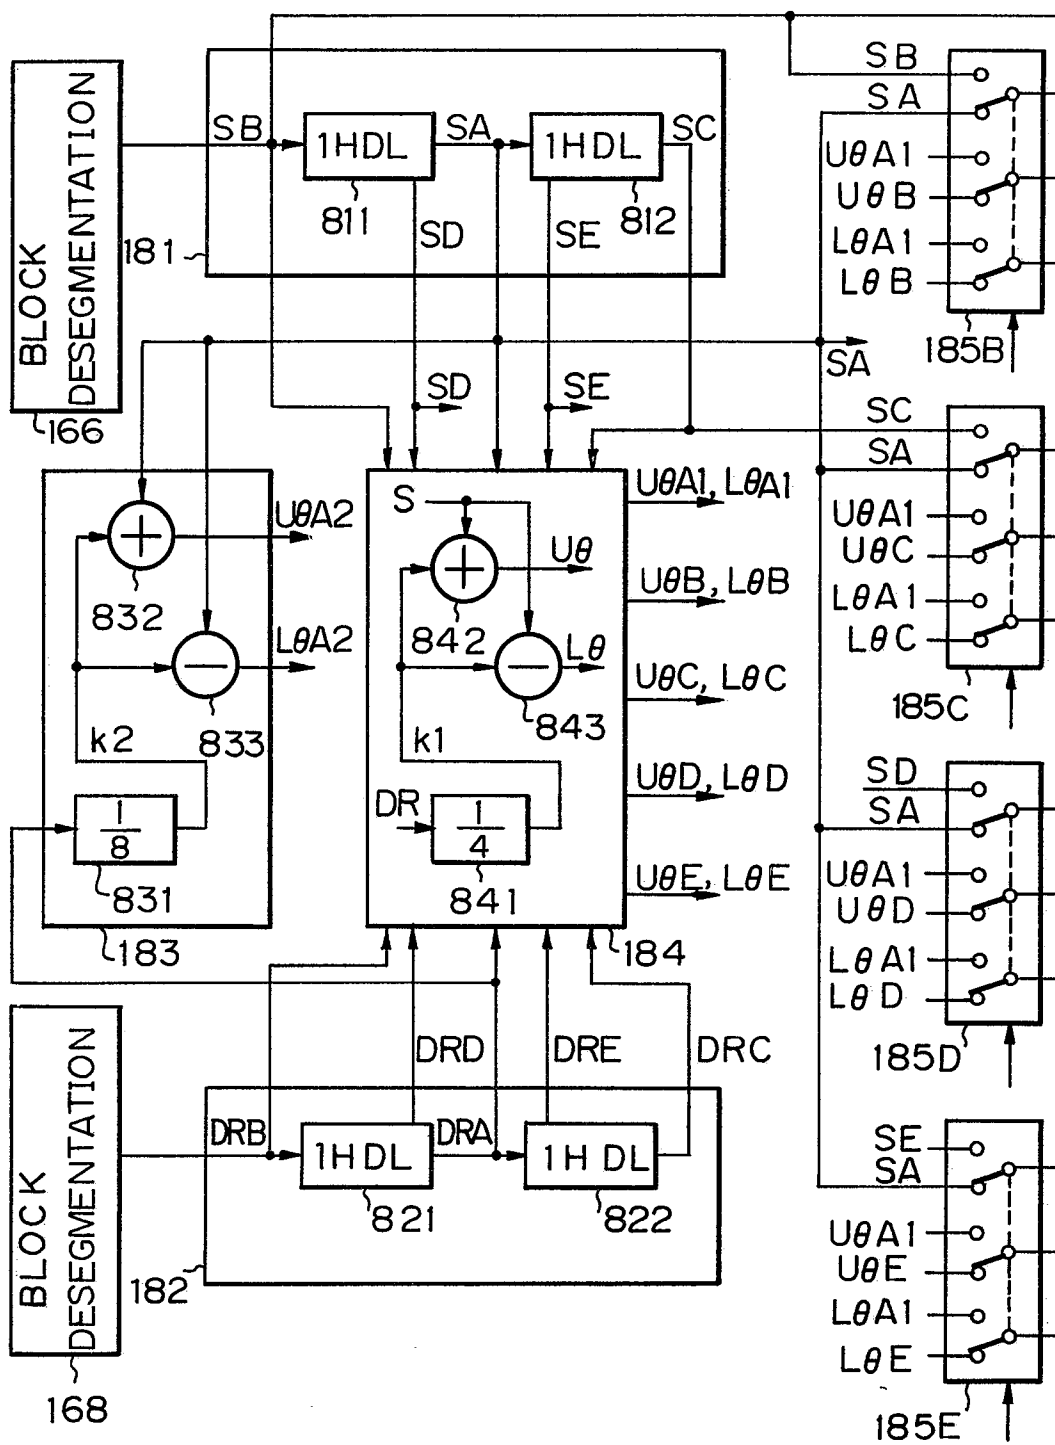 BLOCK
DESEGMENTATION
166
SB
1HDL
811
SA
1HDL
812
SC
SD
SE
181
SB
SA
UθA1
UθB
LθA1
LθB
185B
SA
SD
SE
SC
SA
UθA1
UθC
LθA1
LθC
185C
UθA2
832
LθA2
833
k2
1/8
831
183
S
Uθ
842
Lθ
843
k1
DR
1/4
841
184
UθA1, LθA1
UθB, LθB
UθC, LθC
UθD, LθD
UθE, LθE
SD
SA
UθA1
UθD
LθA1
LθD
185D
BLOCK
DESEGMENTATION
168
DRD
DRE
DRC
DRB
1HDL
821
DRA
1HDL
822
182
SE
SA
UθA1
UθE
LθA1
LθE
185E